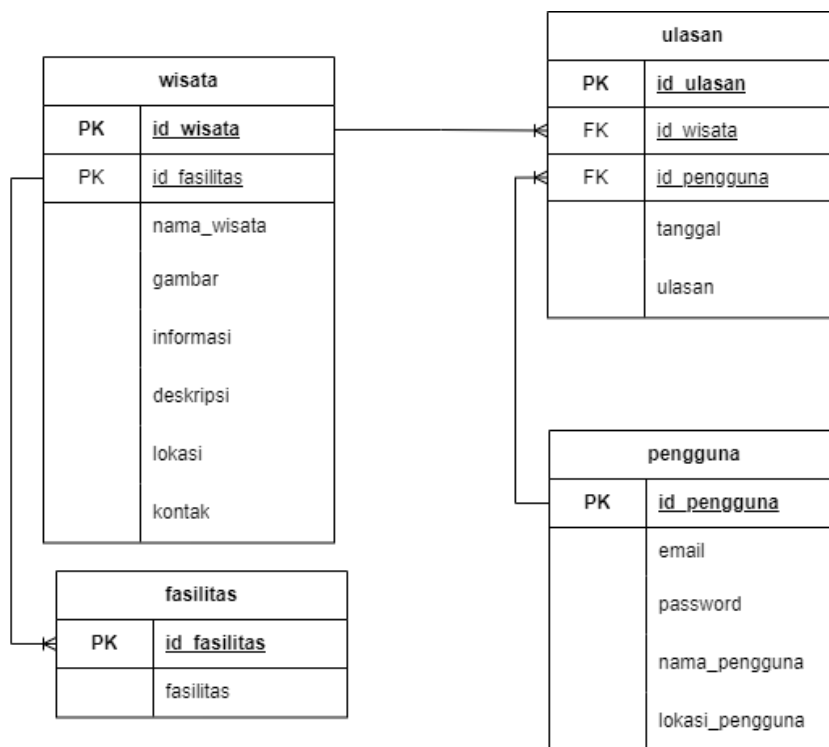 wisata
PK id_wisata
PK id_fasilitas
nama_wisata
gambar
informasi
deskripsi
lokasi
kontak
fasilitas
PK id_fasilitas
fasilitas
ulasan
PK id_ulasan
FK id_wisata
FK id_pengguna
tanggal
ulasan
pengguna
PK id_pengguna
email
password
nama_pengguna
lokasi_pengguna